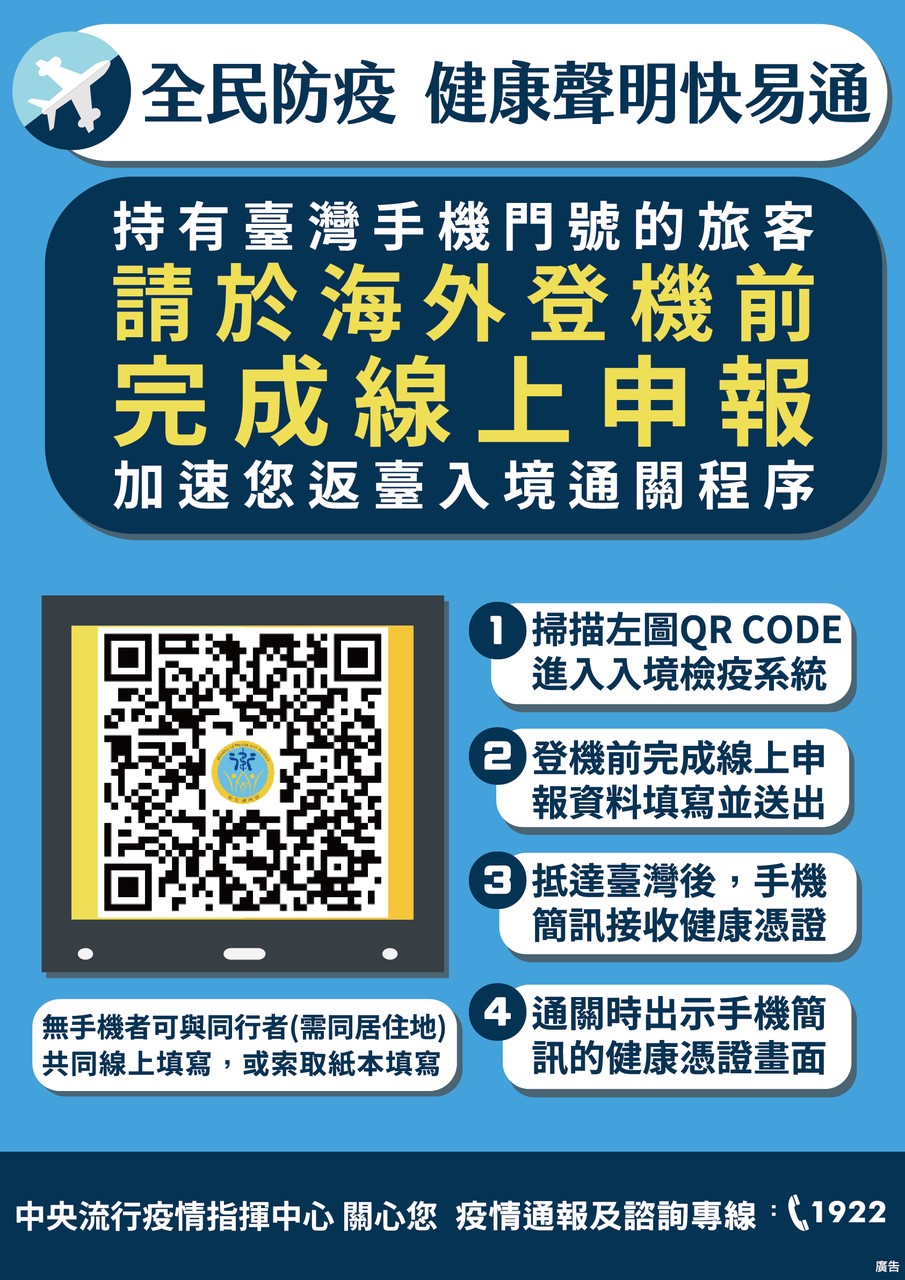 全民防疫 健康聲明快易通
持有臺灣手機門號的旅客
請於海外登機前
完成線上申報
加速您返臺入境通關程序
1 掃描左圖QR CODE
進入入境檢疫系統
2 登機前完成線上申
報資料填寫並送出
3 抵達臺灣後，手機
簡訊接收健康憑證
4 通關時出示手機簡
訊的健康憑證畫面
無手機者可與同行者(需同居住地)
共同線上填寫，或索取紙本填寫
中央流行疫情指揮中心 關心您 疫情通報及諮詢專線：1922
廣告